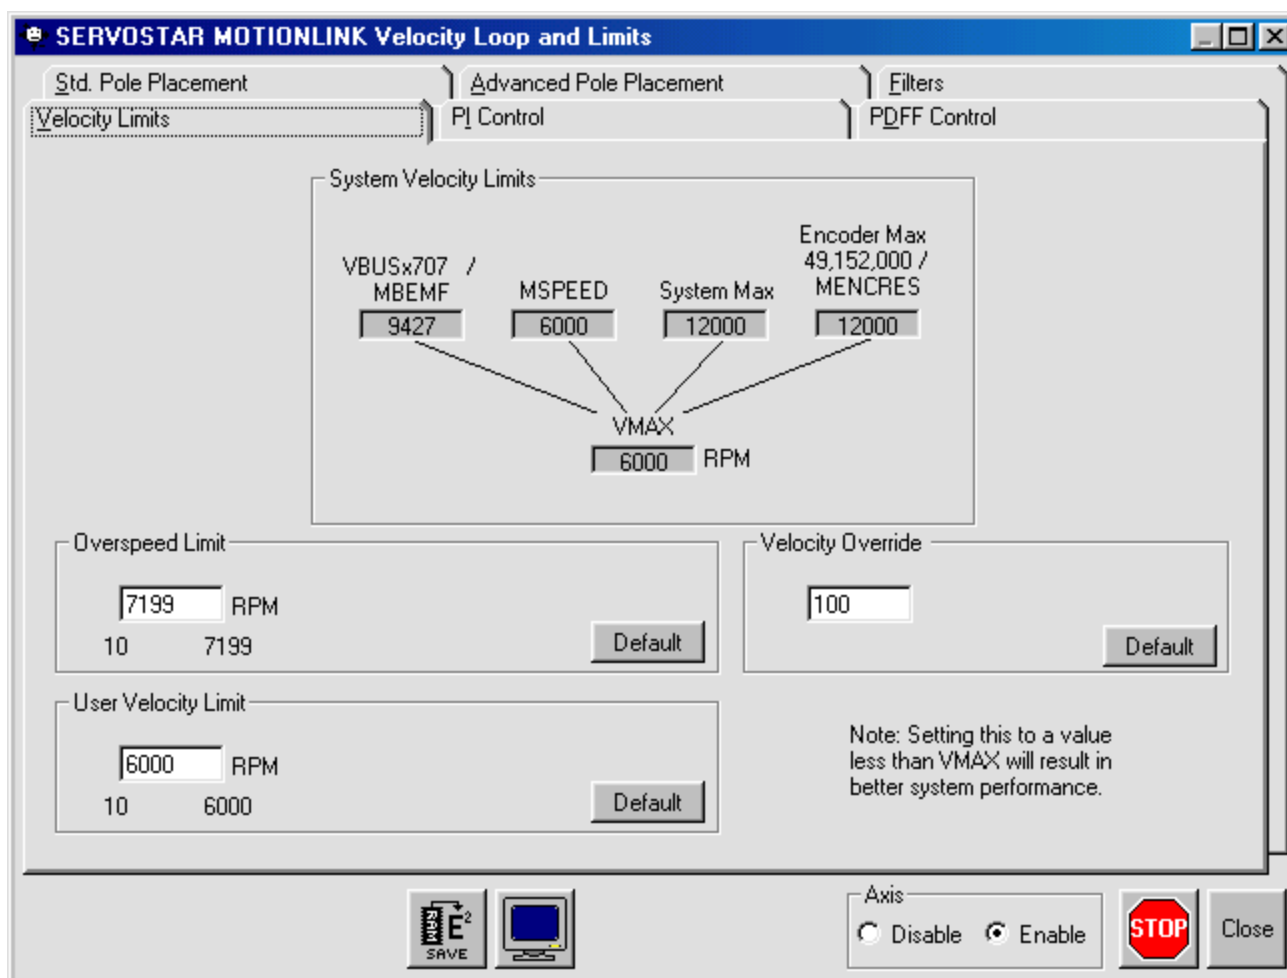 SERVOSTAR MOTIONLINK Velocity Loop and Limits
Std. Pole Placement
Advanced Pole Placement
Filters
Velocity Limits
PI Control
PDFF Control
System Velocity Limits
VBUSx707 /
MBEMF
9427
MSPEED
6000
System Max
12000
Encoder Max
49,152,000 /
MENCRES
12000
VMAX
6000 RPM
Overspeed Limit
7199 RPM
10 7199
Default
Velocity Override
100
Default
User Velocity Limit
6000 RPM
10 6000
Default
Note: Setting this to a value
less than VMAX will result in
better system performance.
RAM E²
SAVE
Axis
Disable Enable
STOP
Close